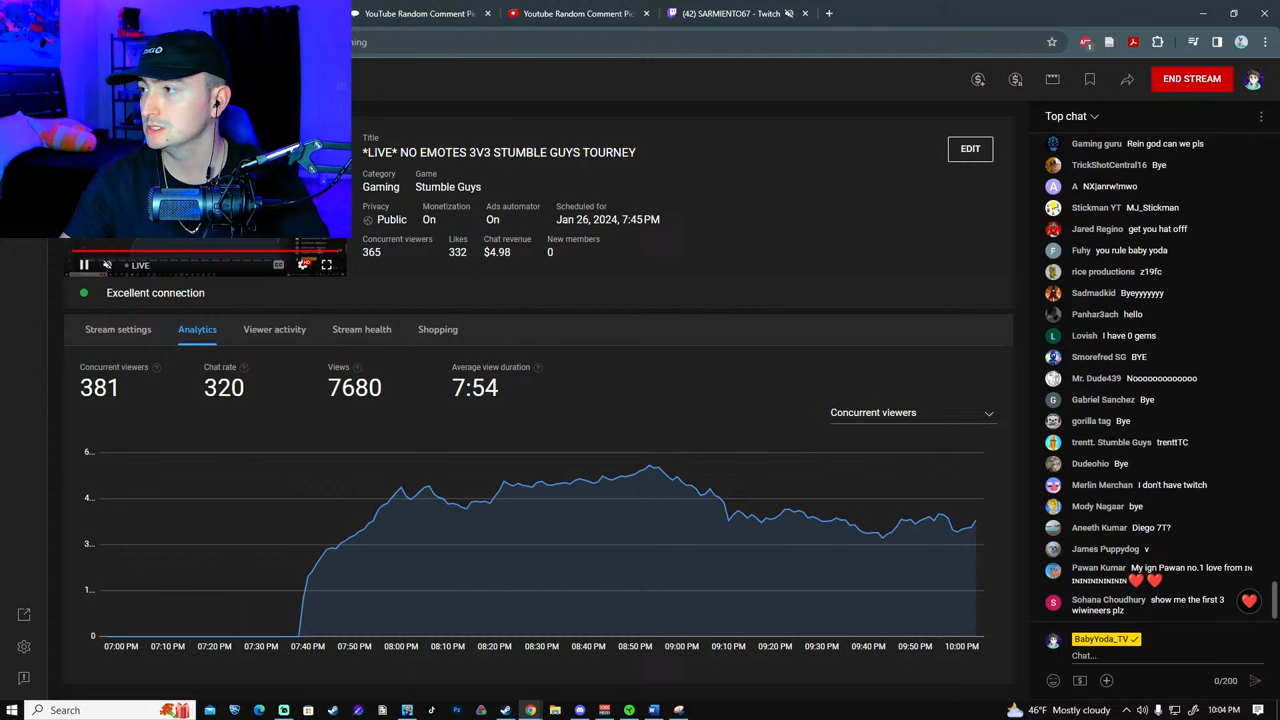 YouTube Random Comment Pic
Youtube Random Comment Pic
(42) SARMIENTO67 - Twitch
END STREAM
Title
*LIVE* NO EMOTES 3V3 STUMBLE GUYS TOURNEY
EDIT
Category
Game
Gaming
Stumble Guys
Privacy
Monetization
Ads automator
Scheduled for
Public
On
On
Jan 26, 2024, 7:45 PM
Concurrent viewers
Likes
Chat revenue
New members
365
332
$4.98
0
LIVE
Excellent connection
Stream settings
Analytics
Viewer activity
Stream health
Shopping
Concurrent viewers
Chat rate
Views
Average view duration
381
320
7680
7:54
Concurrent viewers
6...
4...
3...
1...
0
07:00 PM 07:10 PM 07:20 PM 07:30 PM 07:40 PM 07:50 PM 08:00 PM 08:10 PM 08:20 PM 08:30 PM 08:40 PM 08:50 PM 09:00 PM 09:10 PM 09:20 PM 09:30 PM 09:40 PM 09:50 PM 10:00 PM
Top chat
Gaming guru Rein god can we pls
TrickShotCentral16 Bye
A NX|anrw!mwo
Stickman YT MJ_Stickman
Jared Regino get you hat offf
Fuhy you rule baby yoda
rice productions z19fc
Sadmadkid Byeyyyyyy
Panhar3ach hello
Lovish I have 0 gems
Smorefred SG BYE
Mr. Dude439 Nooooooooooooo
Gabriel Sanchez Bye
gorilla tag Bye
trentt. Stumble Guys trenttTC
Dudeohio Bye
Merlin Merchan I don't have twitch
Mody Nagaar bye
Aneeth Kumar Diego 7T?
James Puppydog v
Pawan Kumar My ign Pawan no.1 love from ɪɴ
ɪɴɪɴɪɴɪɴɪɴɪɴɪɴ❤️❤️
Sohana Choudhury show me the first 3
wiwineers plz
BabyYoda_TV
Chat...
0/200
Search
46°F Mostly cloudy
10:04 PM